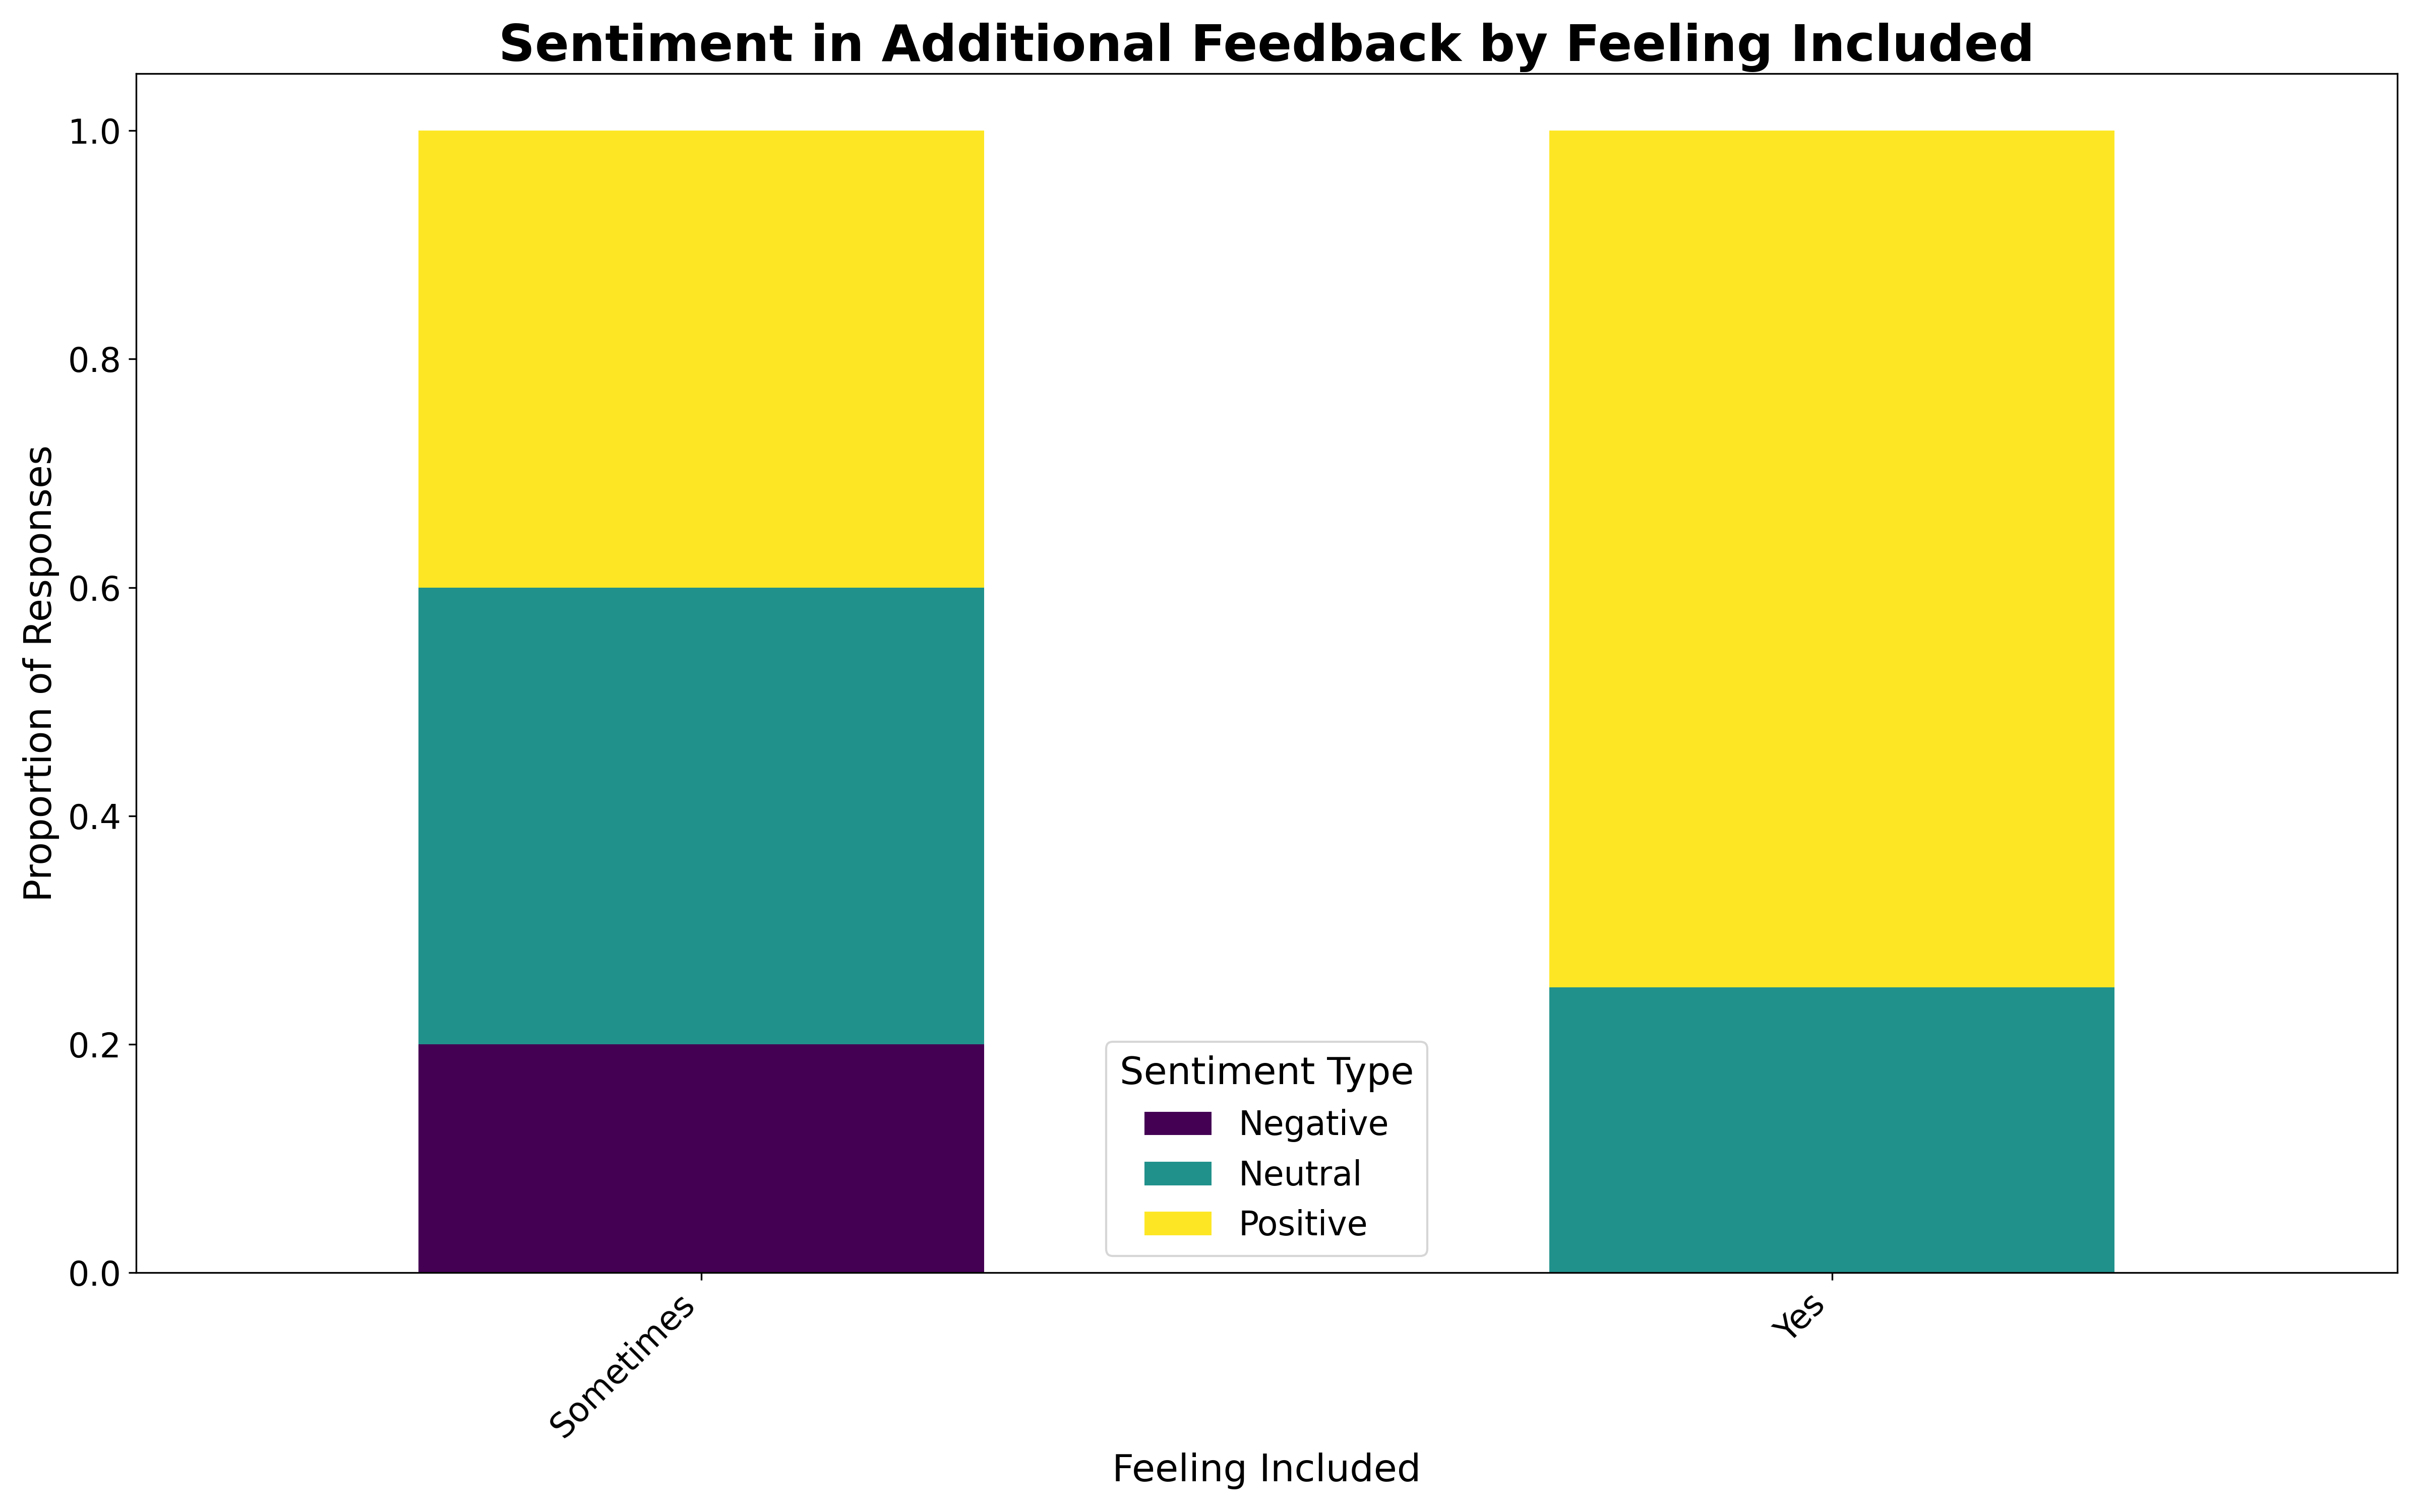 Sentiment in Additional Feedback by Feeling Included
Proportion of Responses
1.0
0.8
0.6
0.4
0.2
0.0
Sentiment Type
Negative
Neutral
Positive
Sometimes
Yes
Feeling Included